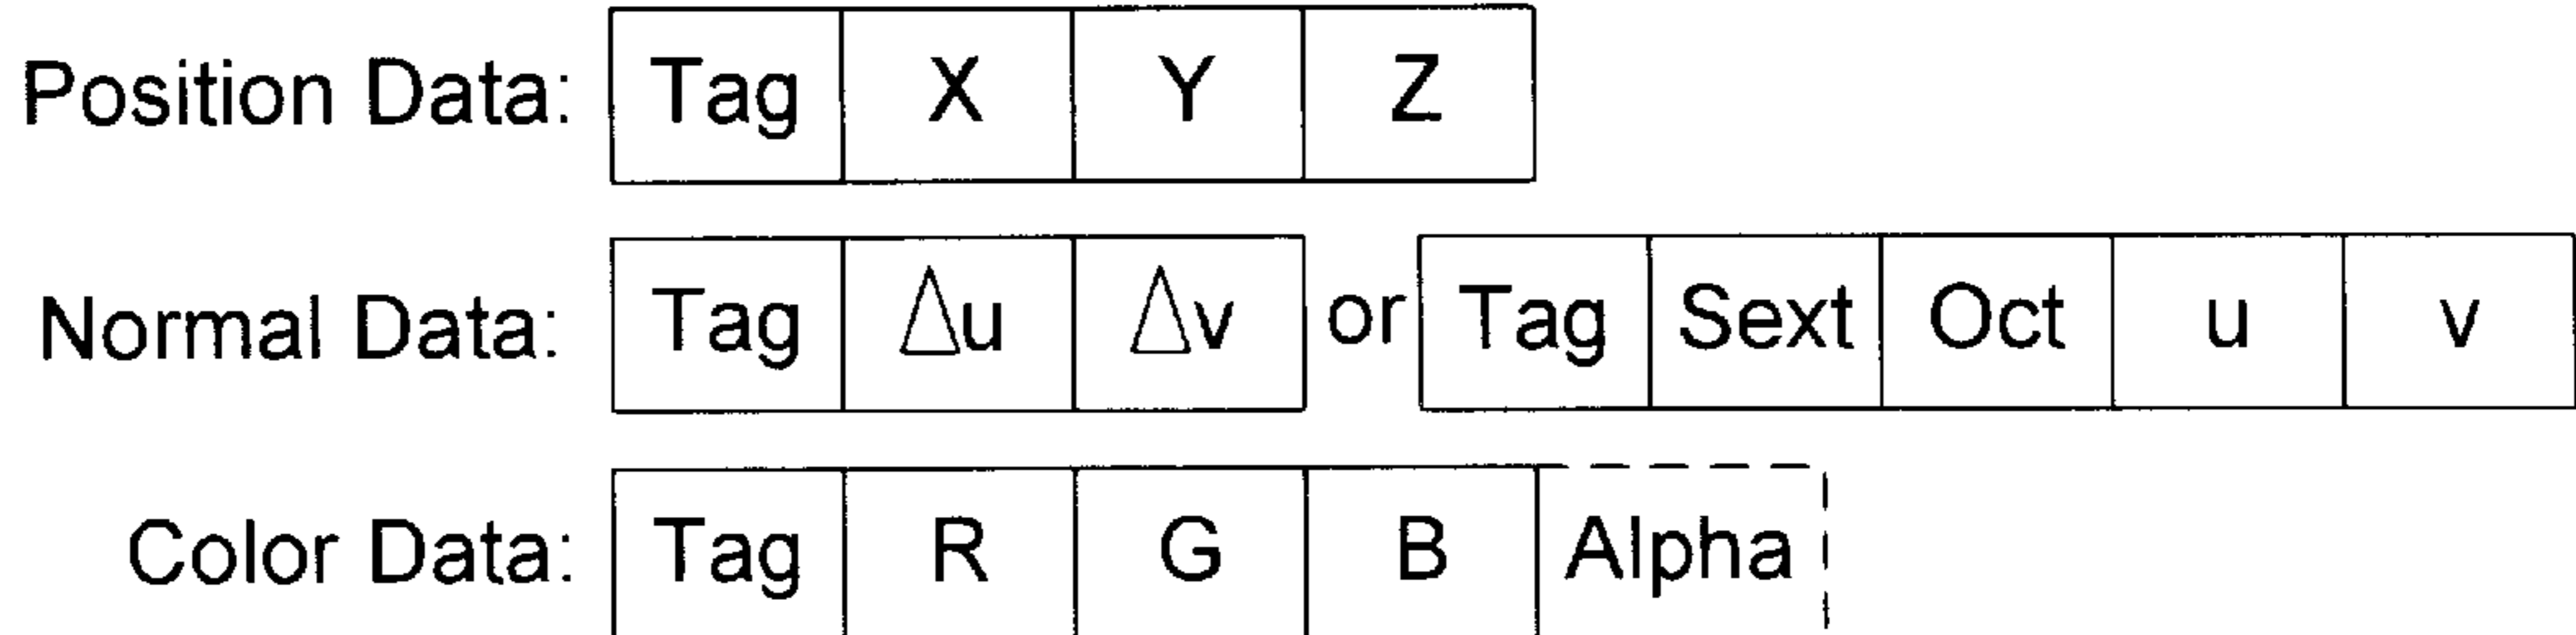 Position Data: Tag X Y Z
Normal Data: Tag Δu Δv or Tag Sext Oct u v
Color Data: Tag R G B Alpha